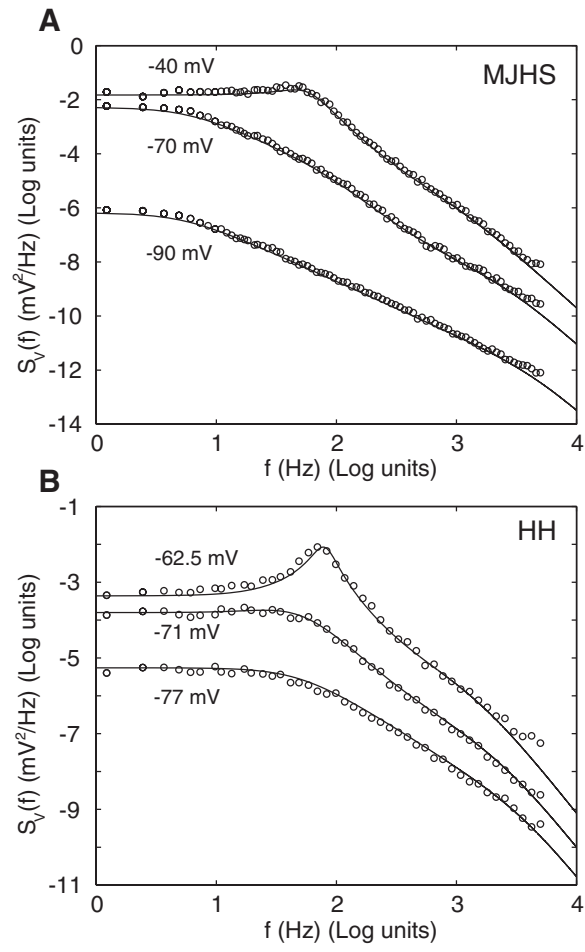 A
MJHS
0
-2
-4
-6
-8
-10
-12
-14
-40 mV
-70 mV
-90 mV
S_V(f) (mV²/Hz) (Log units)
0 1 2 3 4
f (Hz) (Log units)
B
HH
-1
-3
-5
-7
-9
-11
-62.5 mV
-71 mV
-77 mV
S_V(f) (mV²/Hz) (Log units)
0 1 2 3 4
f (Hz) (Log units)